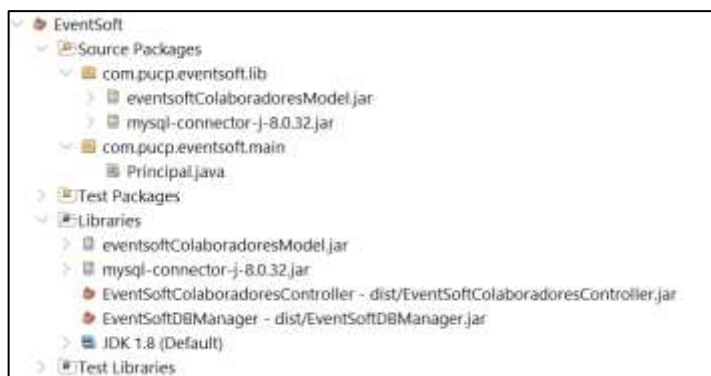 EventSoft
Source Packages
com.pucp.eventsoft.lib
eventsoftColaboradoresModel.jar
mysql-connector-j-8.0.32.jar
com.pucp.eventsoft.main
Principal.java
Test Packages
Libraries
eventsoftColaboradoresModel.jar
mysql-connector-j-8.0.32.jar
EventSoftColaboradoresController - dist/EventSoftColaboradoresController.jar
EventSoftDBManager - dist/EventSoftDBManager.jar
JDK 1.8 (Default)
Test Libraries